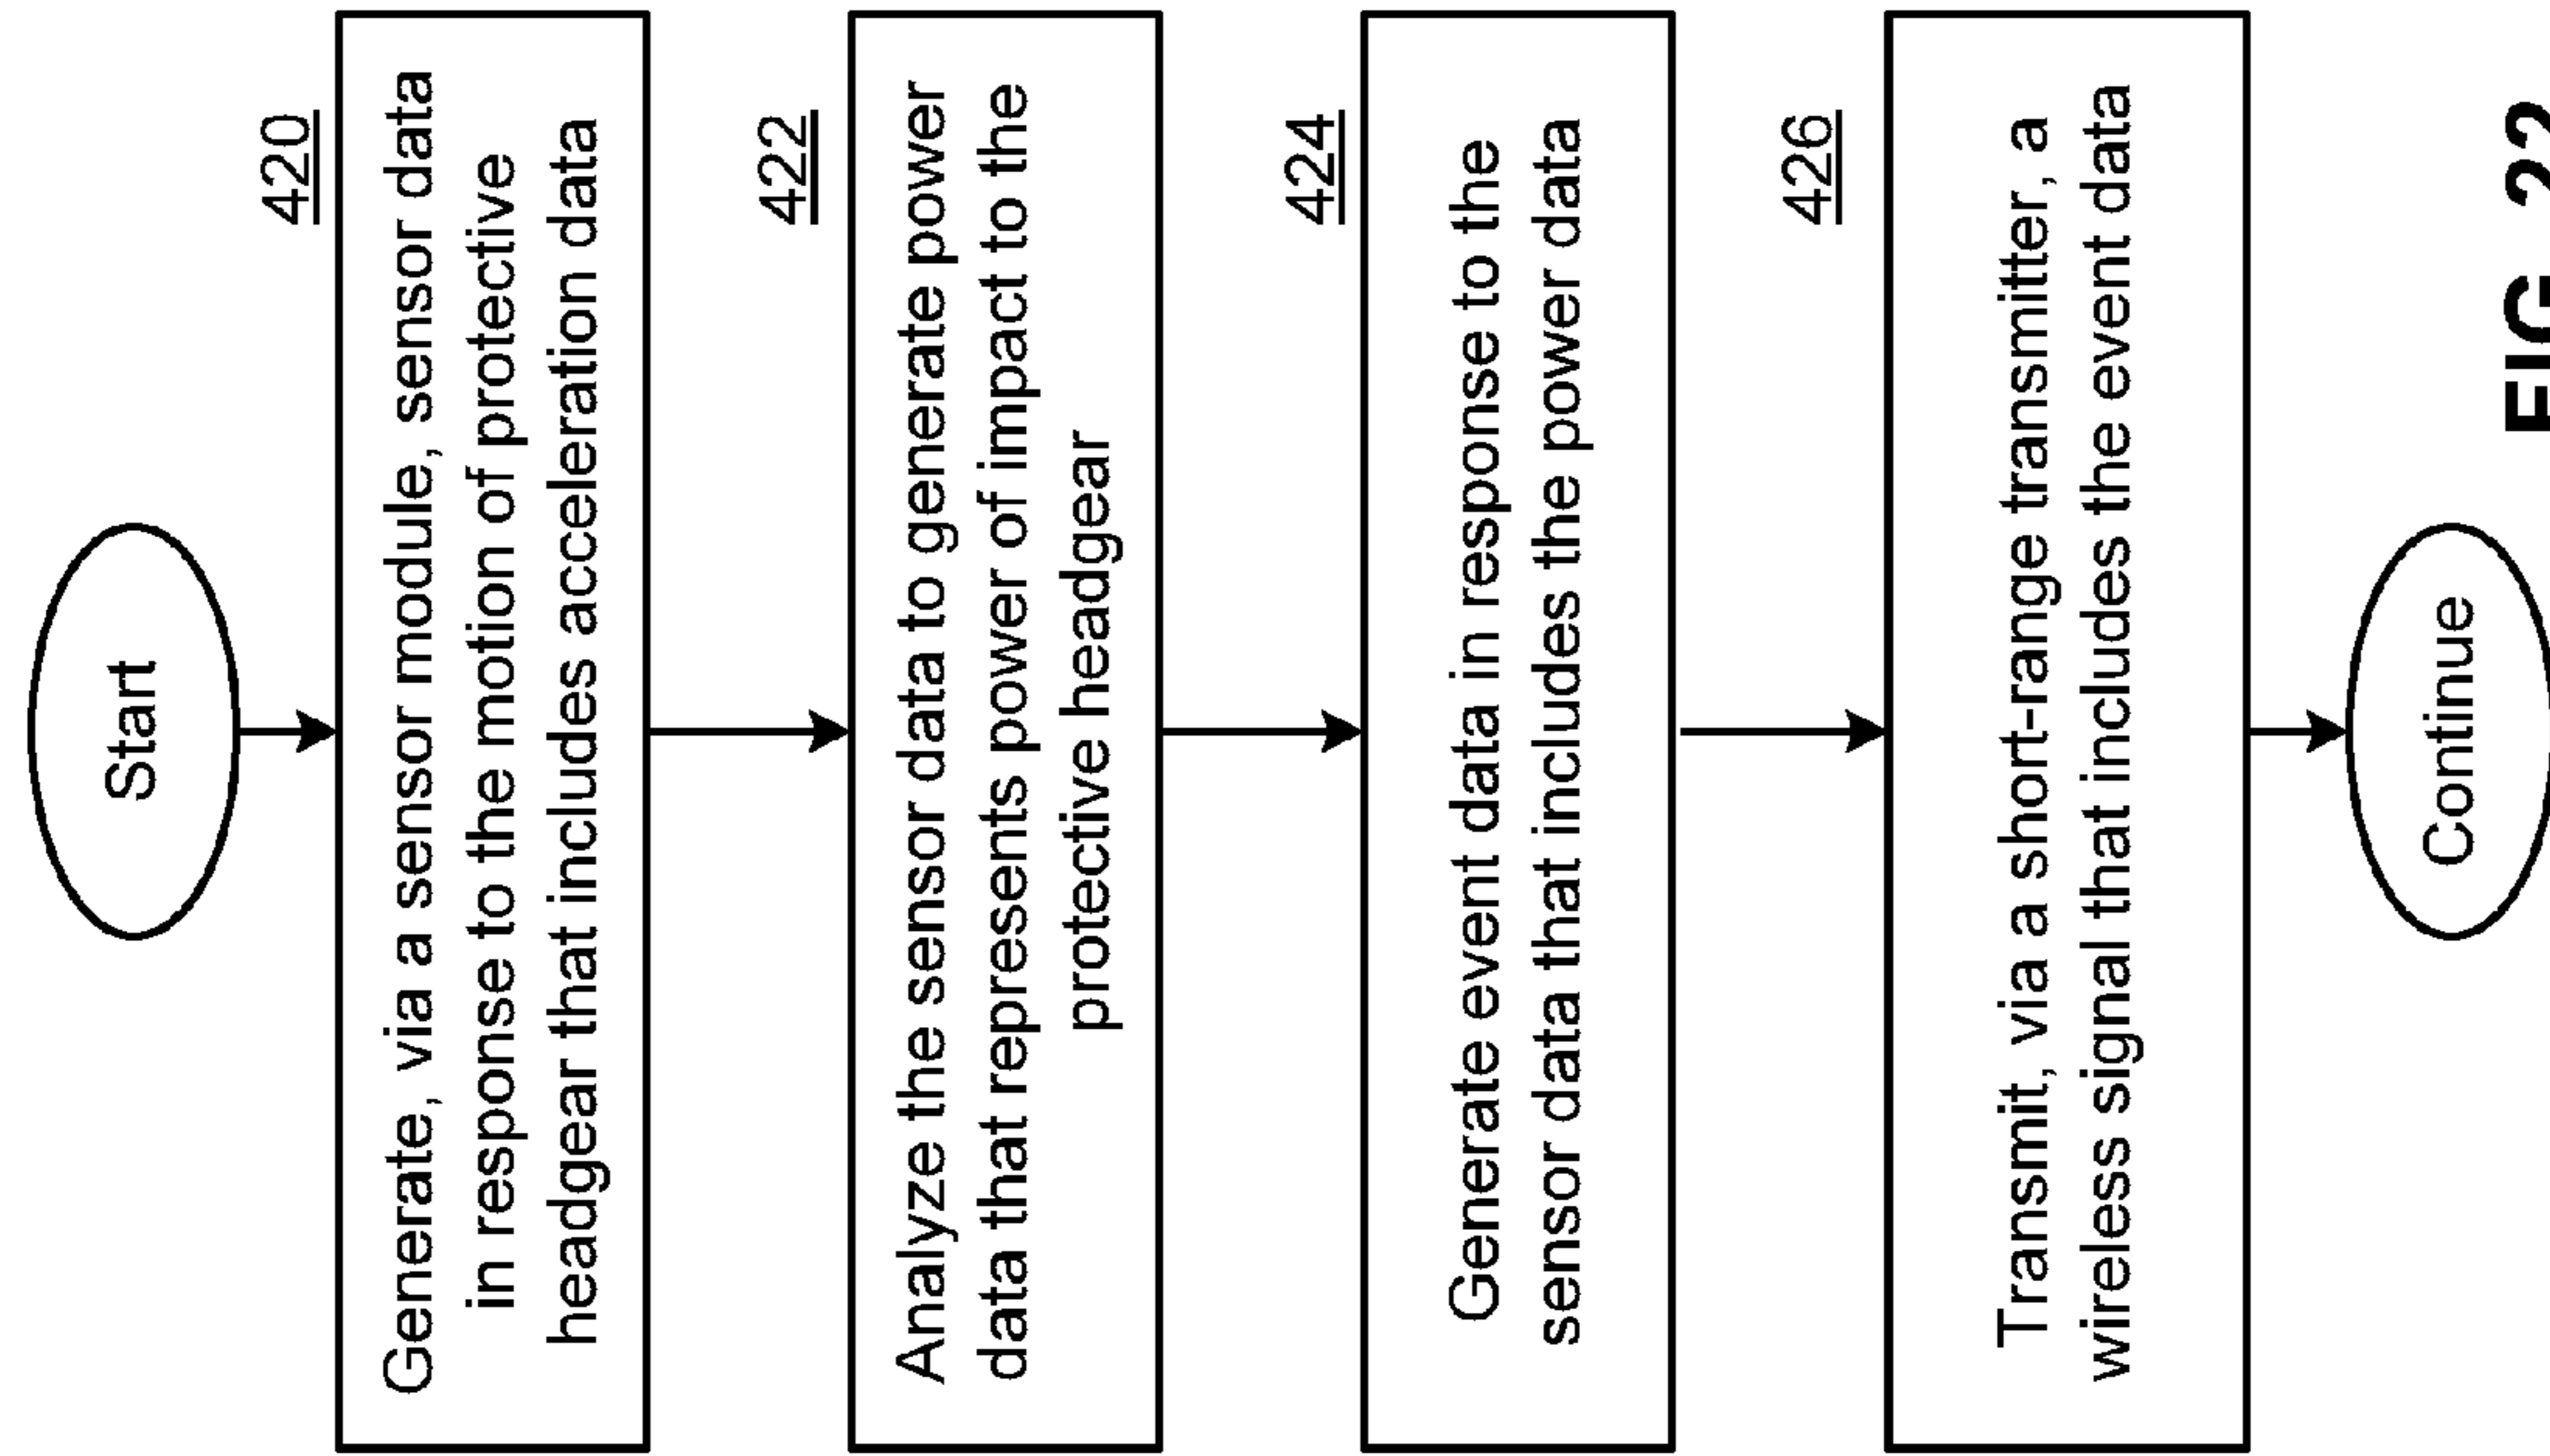 Start
420
Generate, via a sensor module, sensor data
in response to the motion of protective
headgear that includes acceleration data
422
Analyze the sensor data to generate power
data that represents power of impact to the
protective headgear
424
Generate event data in response to the
sensor data that includes the power data
426
Transmit, via a short-range transmitter, a
wireless signal that includes the event data
Continue
FIG. 22